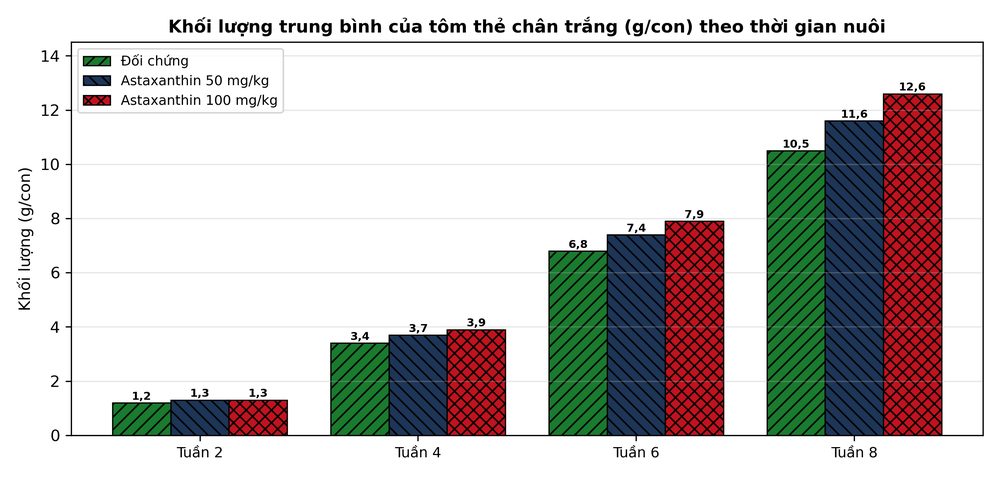 Khối lượng trung bình của tôm thẻ chân trắng (g/con) theo thời gian nuôi
Khối lượng (g/con)
14
12
10
8
6
4
2
0
Đối chứng
Astaxanthin 50 mg/kg
Astaxanthin 100 mg/kg
1,2
1,3
1,3
3,4
3,7
3,9
6,8
7,4
7,9
10,5
11,6
12,6
Tuần 2
Tuần 4
Tuần 6
Tuần 8